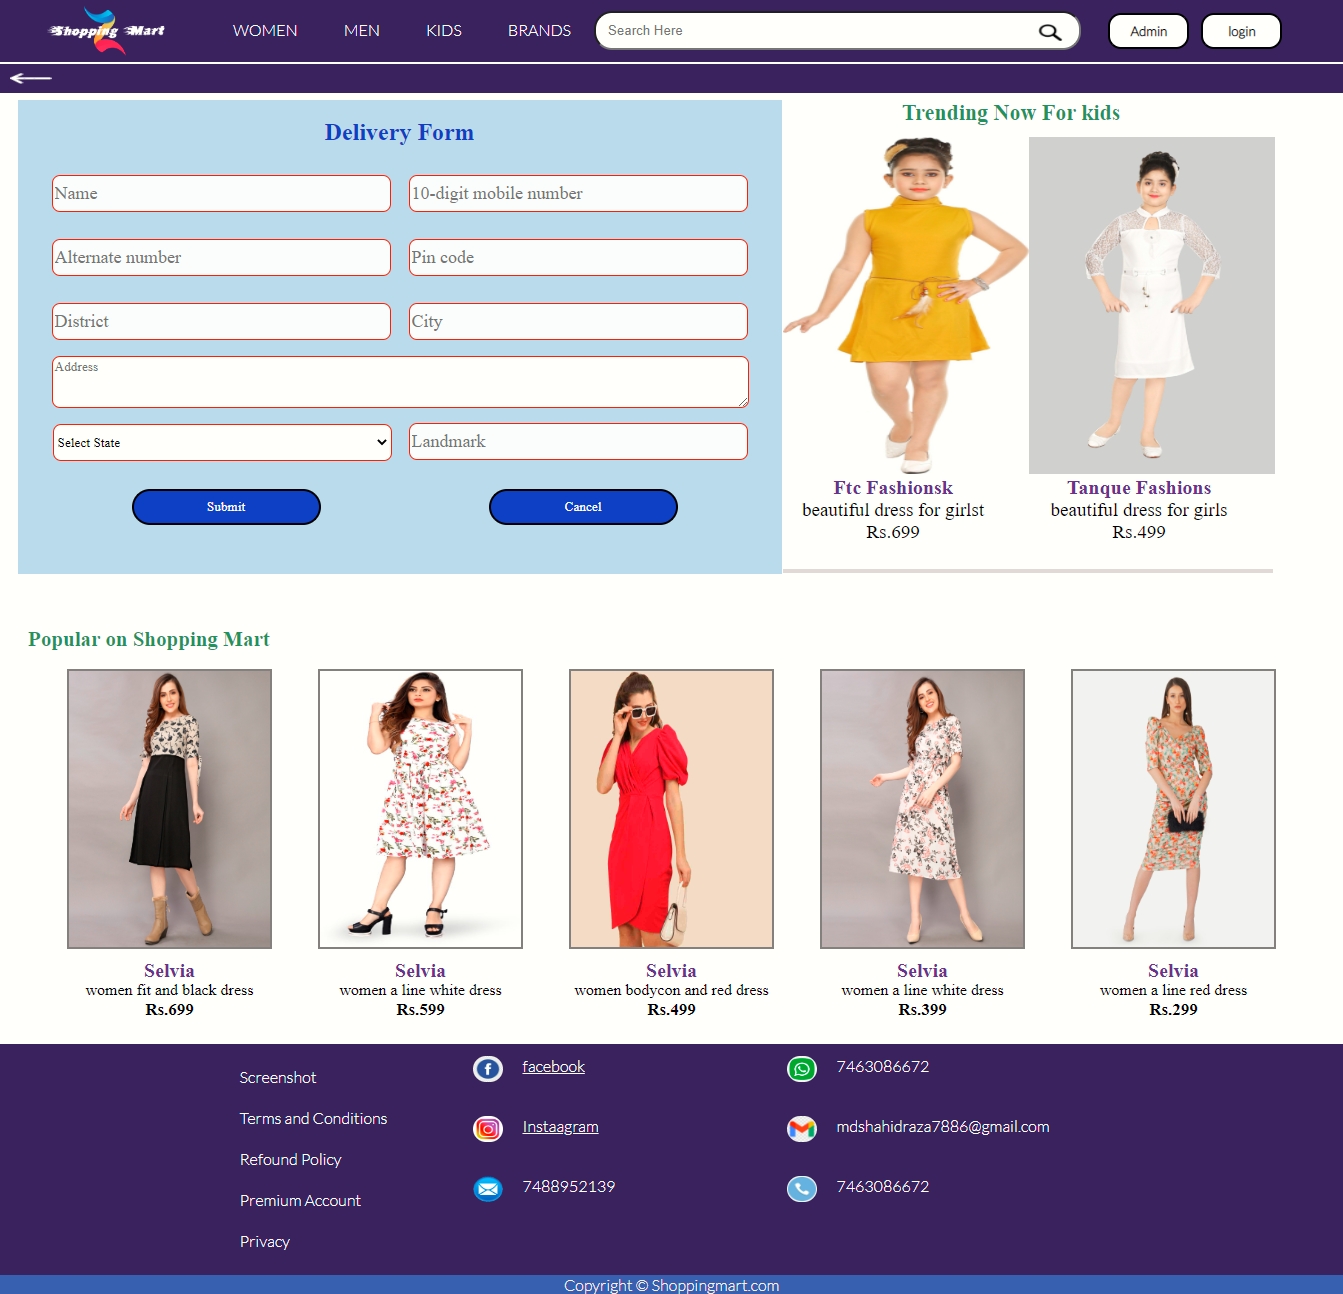 Shopping Mart
WOMEN MEN KIDS BRANDS Search Here Admin login
Delivery Form
Name 10-digit mobile number
Alternate number Pin code
District City
Address
Select State Landmark
Submit Cancel
Trending Now For kids
Ftc Fashionsk Tanque Fashions
beautiful dress for girlst beautiful dress for girls
Rs.699 Rs.499
Popular on Shopping Mart
Selvia Selvia Selvia Selvia Selvia
women fit and black dress women a line white dress women bodycon and red dress women a line white dress women a line red dress
Rs.699 Rs.599 Rs.499 Rs.399 Rs.299
Screenshot
Terms and Conditions
Refound Policy
Premium Account
Privacy
facebook
Instaagram
7488952139
7463086672
mdshahidraza7886@gmail.com
7463086672
Copyright © Shoppingmart.com